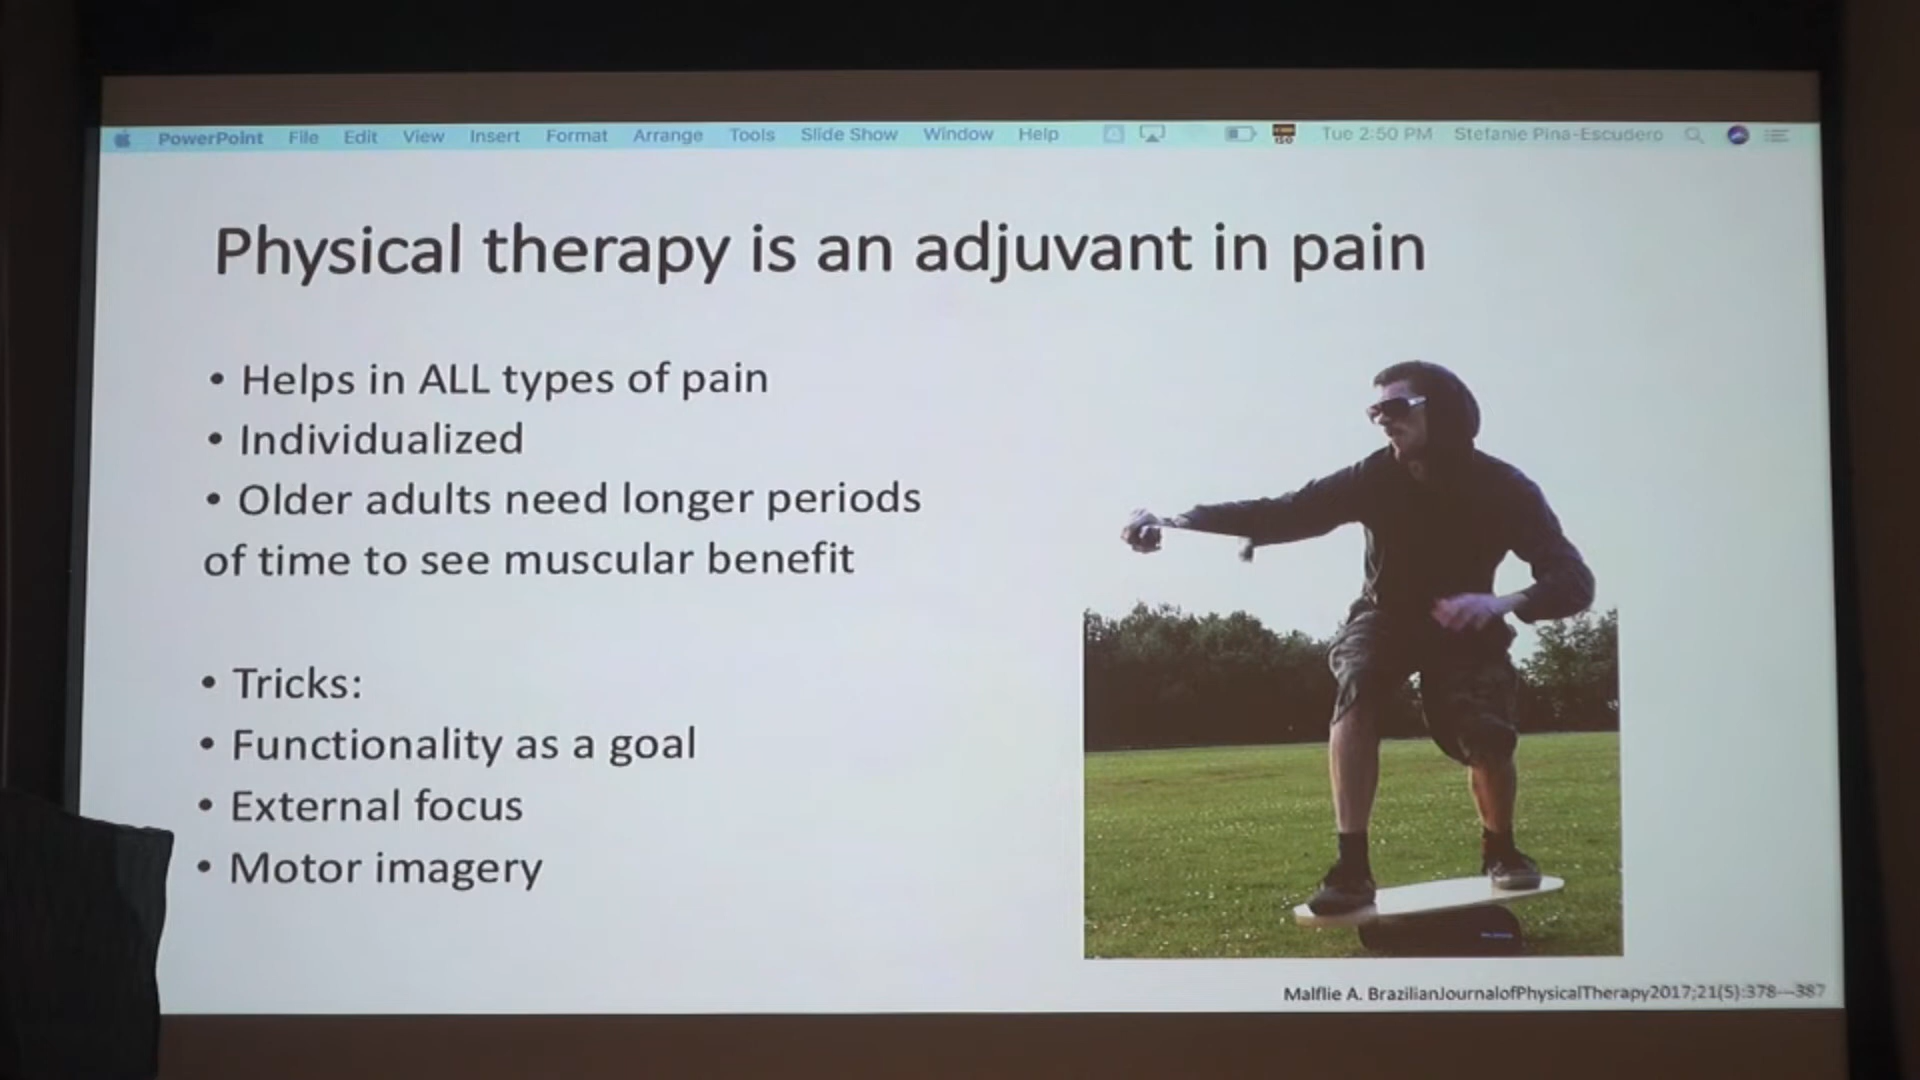 PowerPoint File Edit View Insert Format Arrange Tools Slide Show Window Help Tue 2:50 PM Stefanie Pina-Escudero
Physical therapy is an adjuvant in pain
• Helps in ALL types of pain
• Individualized
• Older adults need longer periods
of time to see muscular benefit
• Tricks:
• Functionality as a goal
• External focus
• Motor imagery
Malflie A. BrazilianJournalofPhysicalTherapy2017;21(5):378---387